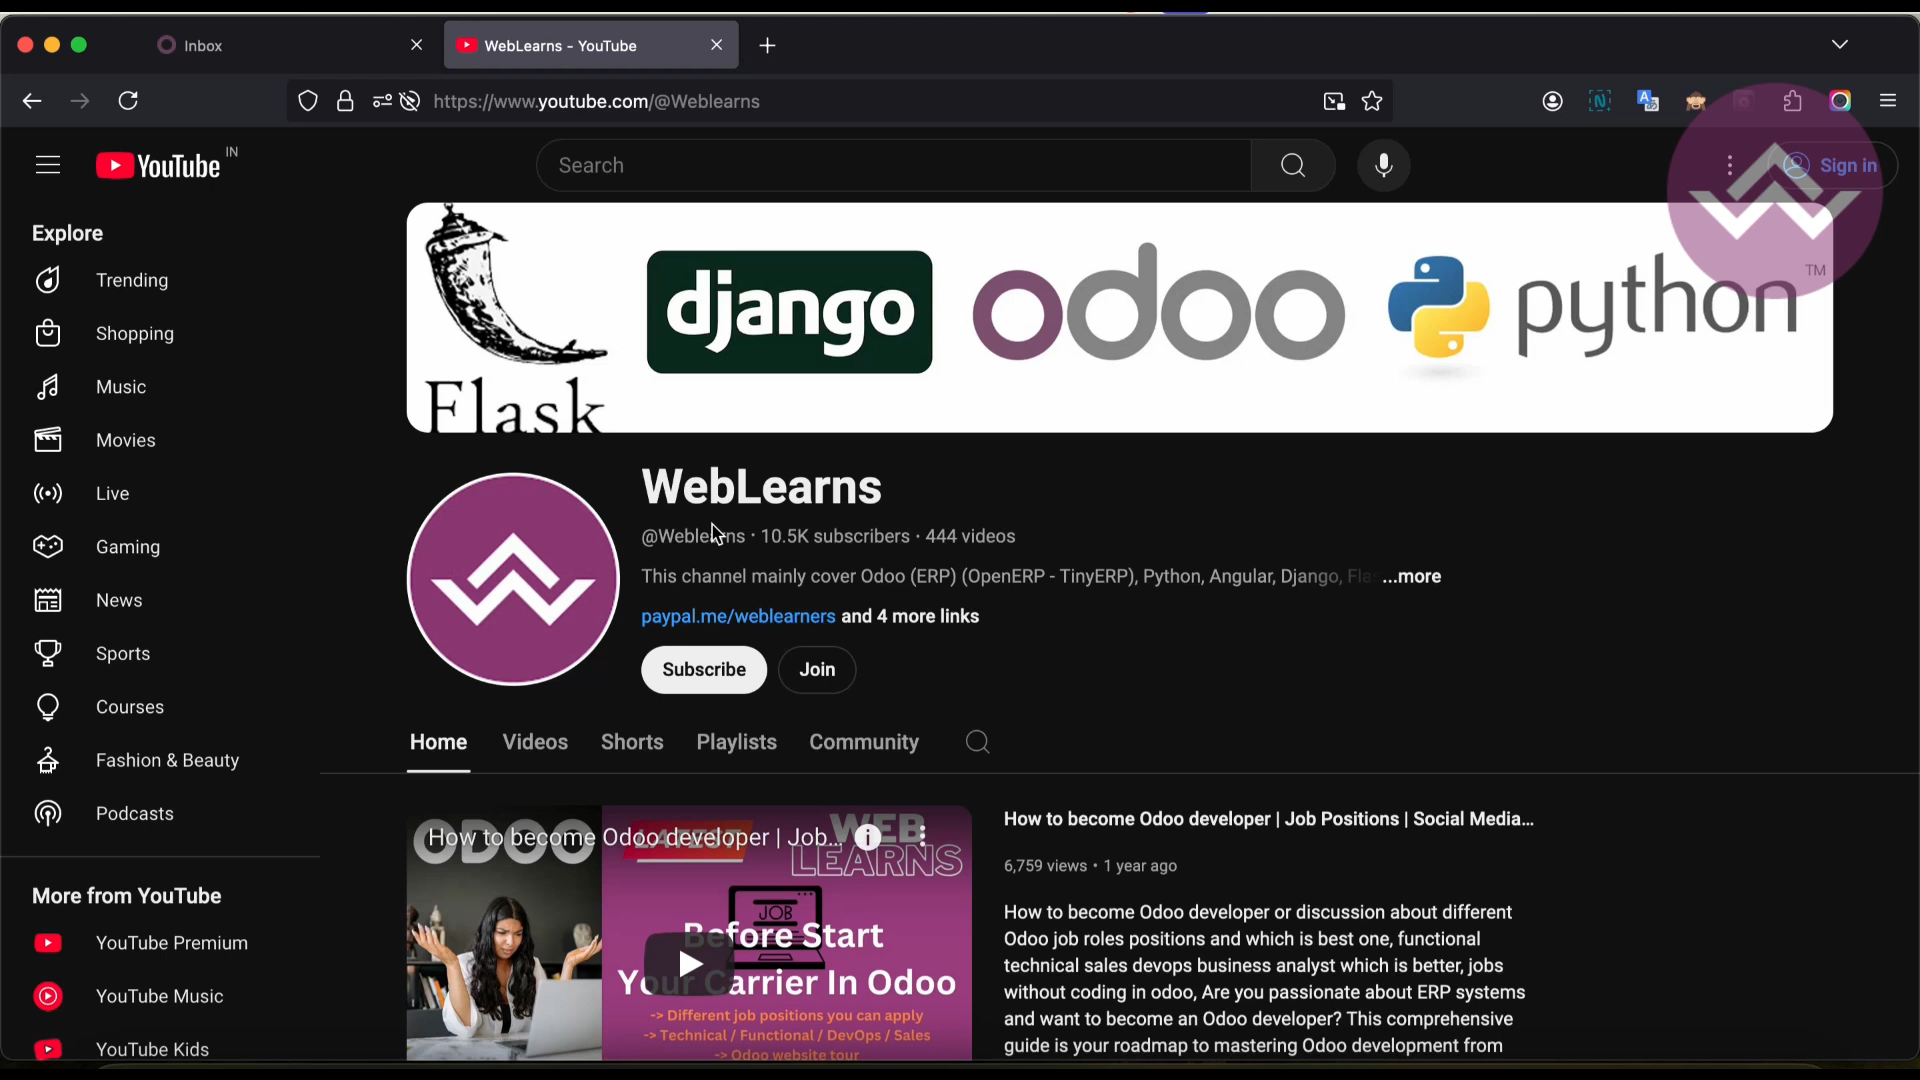 Inbox
WebLearns - YouTube
https://www.youtube.com/@Weblearns
YouTube IN
Search
Sign in
Explore
Trending
Shopping
Music
Movies
Live
Gaming
News
Sports
Courses
Fashion & Beauty
Podcasts
More from YouTube
YouTube Premium
YouTube Music
YouTube Kids
Flask
django
odoo
python TM
WebLearns
@Weblearns · 10.5K subscribers · 444 videos
This channel mainly cover Odoo (ERP) (OpenERP - TinyERP), Python, Angular, Django, Fla ...more
paypal.me/weblearners and 4 more links
Subscribe
Join
Home
Videos
Shorts
Playlists
Community
ODOO
How to become Odoo developer | Job...
LATEST
WEB
LEARNS
JOB
Before Start
Your Carrier In Odoo
-> Different job positions you can apply
-> Technical / Functional / DevOps / Sales
-> Odoo website tour
How to become Odoo developer | Job Positions | Social Media...
6,759 views • 1 year ago
How to become Odoo developer or discussion about different
Odoo job roles positions and which is best one, functional
technical sales devops business analyst which is better, jobs
without coding in odoo, Are you passionate about ERP systems
and want to become an Odoo developer? This comprehensive
guide is your roadmap to mastering Odoo development from